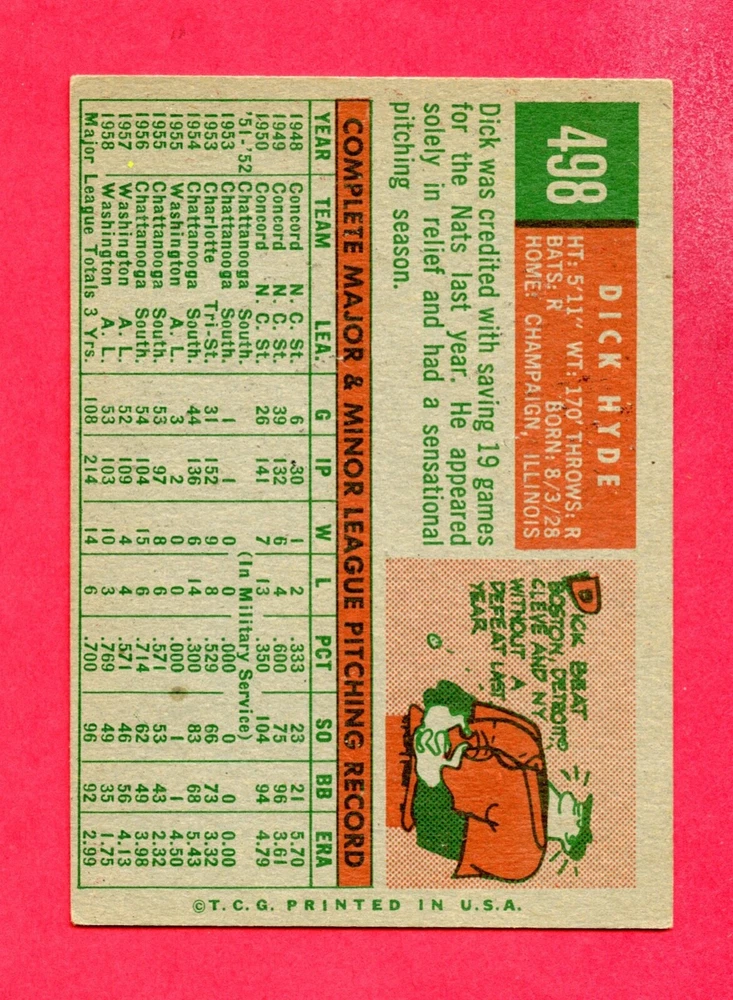 498
DICK HYDE
HT: 5'11" WT: 170 THROWS: R
BATS: R BORN: 8/3/28
HOME: CHAMPAIGN, ILLINOIS
Dick was credited with saving 19 games
for the Nats last year. He appeared
solely in relief and had a sensational
pitching season.
DICK BEAT
BOSTON, DETROIT,
CLEVE AND NY
WITHOUT A
DEFEAT LAST
YEAR
COMPLETE MAJOR & MINOR LEAGUE PITCHING RECORD
YEAR TEAM LEA. G IP W L PCT SO BB ERA
1948 Concord N. C. St. 6 30 1 2 .333 23 21 5.70
1949 Concord N. C. St. 39 132 6 4 .600 75 96 3.61
1950 Concord N. C. St. 26 141 7 13 .350 104 94 4.79
'51-'52 Chattanooga South. (In Military Service)
1953 Chattanooga South. 1 1 0 0 .000 0 0 0.00
1953 Charlotte Tri-St. 31 152 9 8 .529 66 73 3.32
1954 Chattanooga South. 44 136 6 14 .300 83 68 5.43
1955 Washington A. L. 3 2 0 0 .000 1 1 4.50
1955 Chattanooga South. 53 97 8 6 .571 53 43 2.32
1956 Chattanooga South. 54 104 15 6 .714 62 49 3.98
1957 Washington A. L. 52 109 4 3 .571 46 56 4.13
1958 Washington A. L. 53 103 10 3 .769 49 35 1.75
Major League Totals 3 Yrs. 108 214 14 6 .700 96 92 2.99
©T.C.G. PRINTED IN U.S.A.